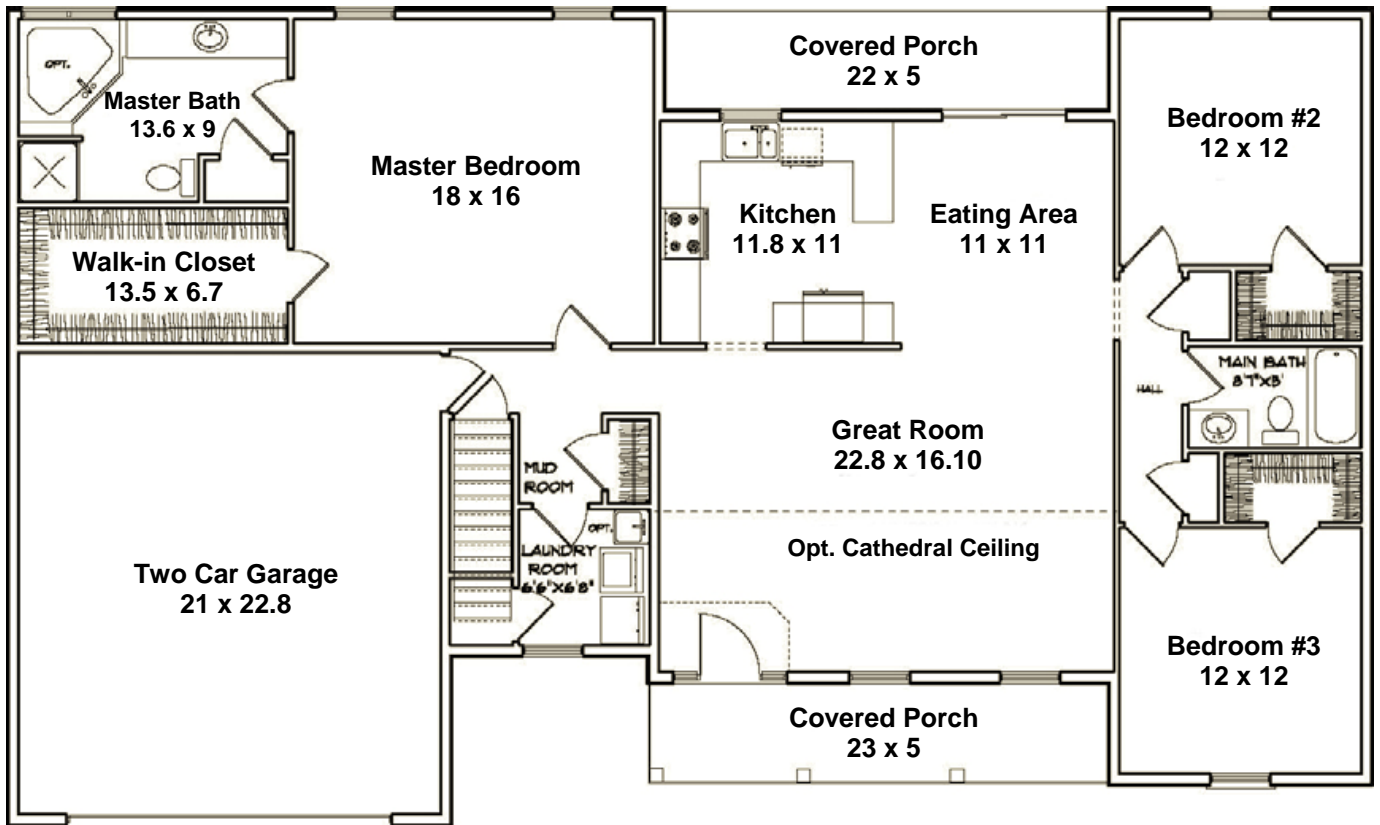 Covered Porch
22 x 5
OPT.
Master Bath
13.6 x 9
Bedroom #2
12 x 12
Master Bedroom
18 x 16
Kitchen
11.8 x 11
Eating Area
11 x 11
Walk-in Closet
13.5 x 6.7
MAIN BATH
8'7"X5'
HALL
Great Room
22.8 x 16.10
MUD
ROOM
OPT.
LAUNDRY
ROOM
6'6"X6'8"
Opt. Cathedral Ceiling
Two Car Garage
21 x 22.8
Bedroom #3
12 x 12
Covered Porch
23 x 5